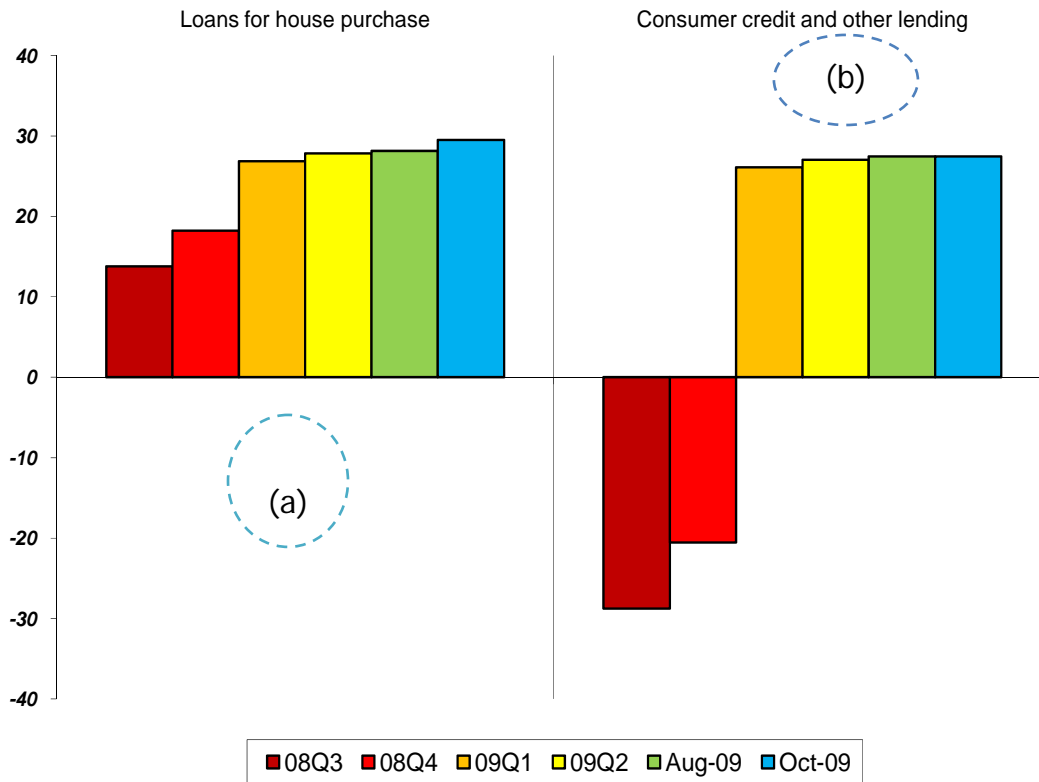 Loans for house purchase
Consumer credit and other lending
40
30
20
10
0
-10
-20
-30
-40
(b)
(a)
08Q3 08Q4 09Q1 09Q2 Aug-09 Oct-09